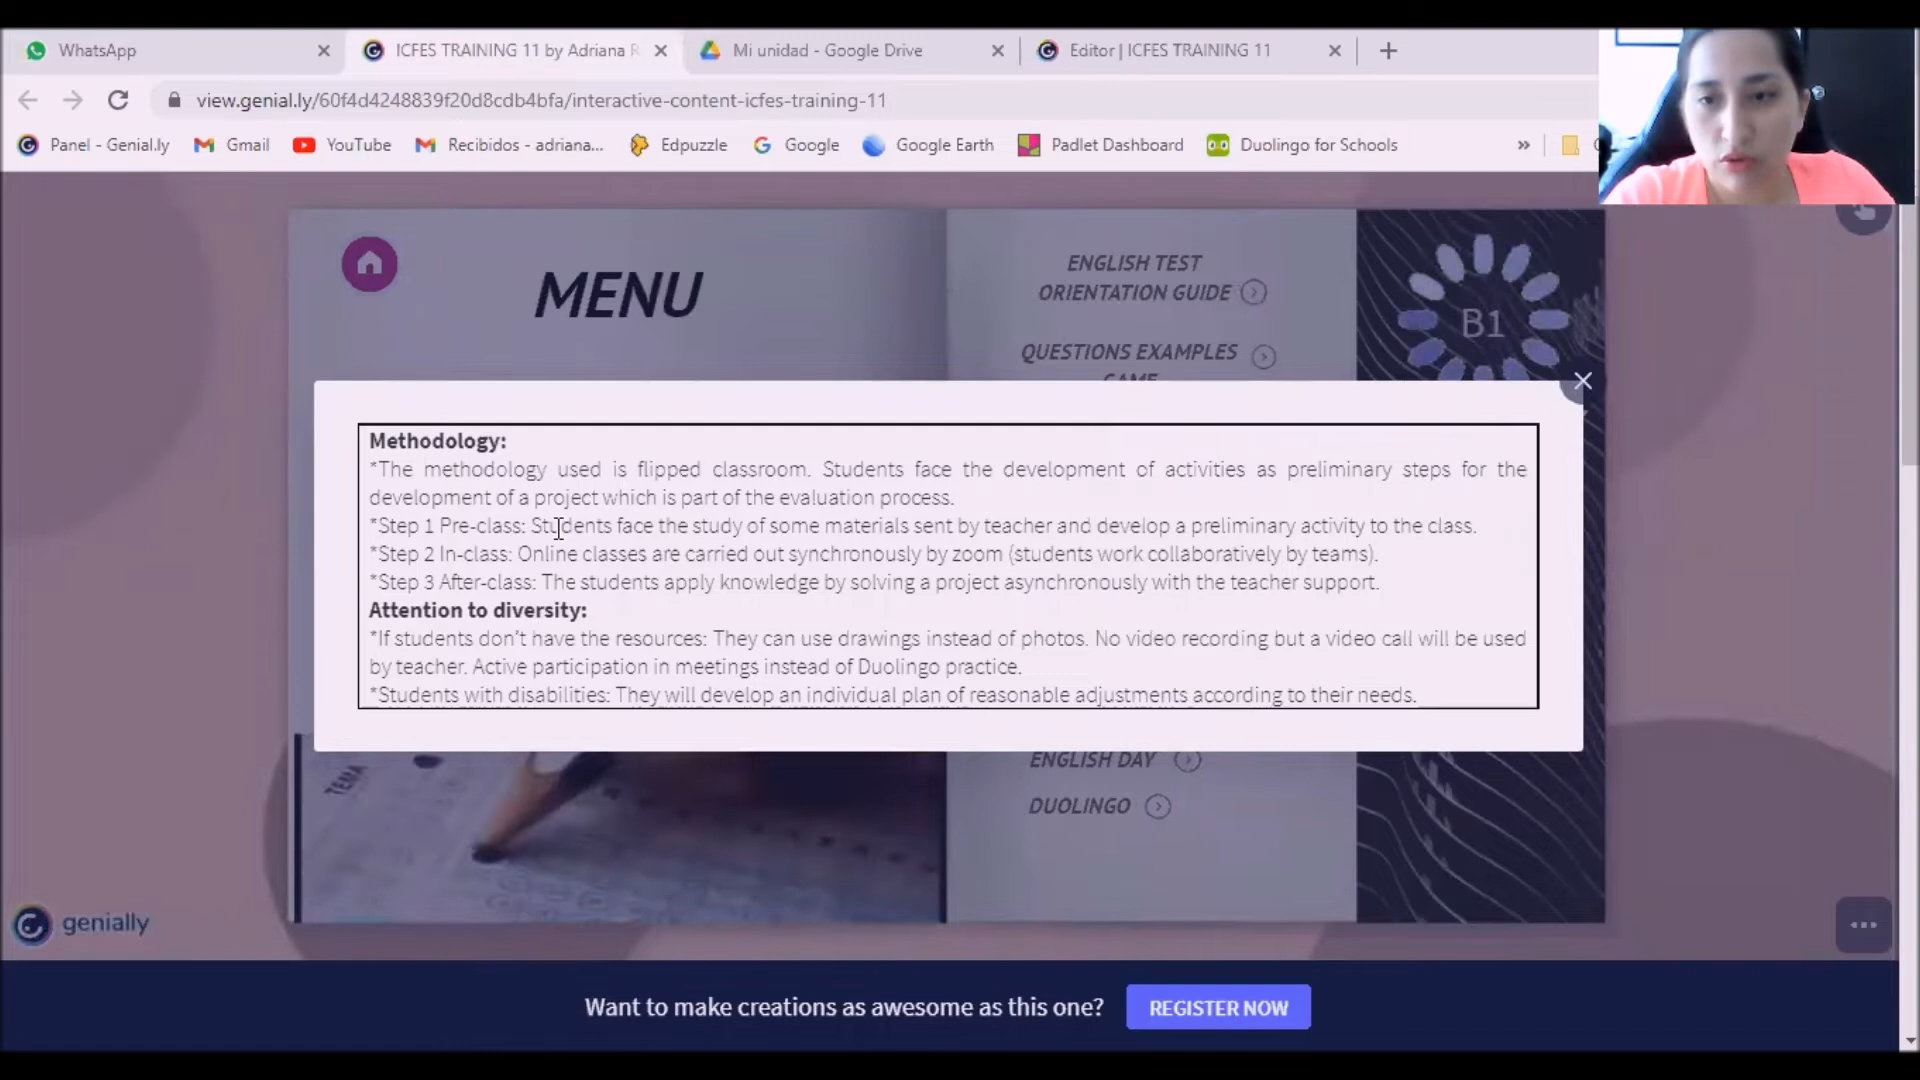 WhatsApp
ICFES TRAINING 11 by Adriana R
Mi unidad - Google Drive
Editor | ICFES TRAINING 11
view.genial.ly/60f4d4248839f20d8cdb4bfa/interactive-content-icfes-training-11
Panel - Genial.ly
Gmail
YouTube
Recibidos - adriana...
Edpuzzle
Google
Google Earth
Padlet Dashboard
Duolingo for Schools
»
MENU
ENGLISH TEST
ORIENTATION GUIDE
QUESTIONS EXAMPLES
GAME
B1
Methodology:
*The methodology used is flipped classroom. Students face the development of activities as preliminary steps for the
development of a project which is part of the evaluation process.
*Step 1 Pre-class: Students face the study of some materials sent by teacher and develop a preliminary activity to the class.
*Step 2 In-class: Online classes are carried out synchronously by zoom (students work collaboratively by teams).
*Step 3 After-class: The students apply knowledge by solving a project asynchronously with the teacher support.
Attention to diversity:
*If students don't have the resources: They can use drawings instead of photos. No video recording but a video call will be used
by teacher. Active participation in meetings instead of Duolingo practice.
*Students with disabilities: They will develop an individual plan of reasonable adjustments according to their needs.
TEMA
ENGLISH DAY
DUOLINGO
genially
Want to make creations as awesome as this one?
REGISTER NOW